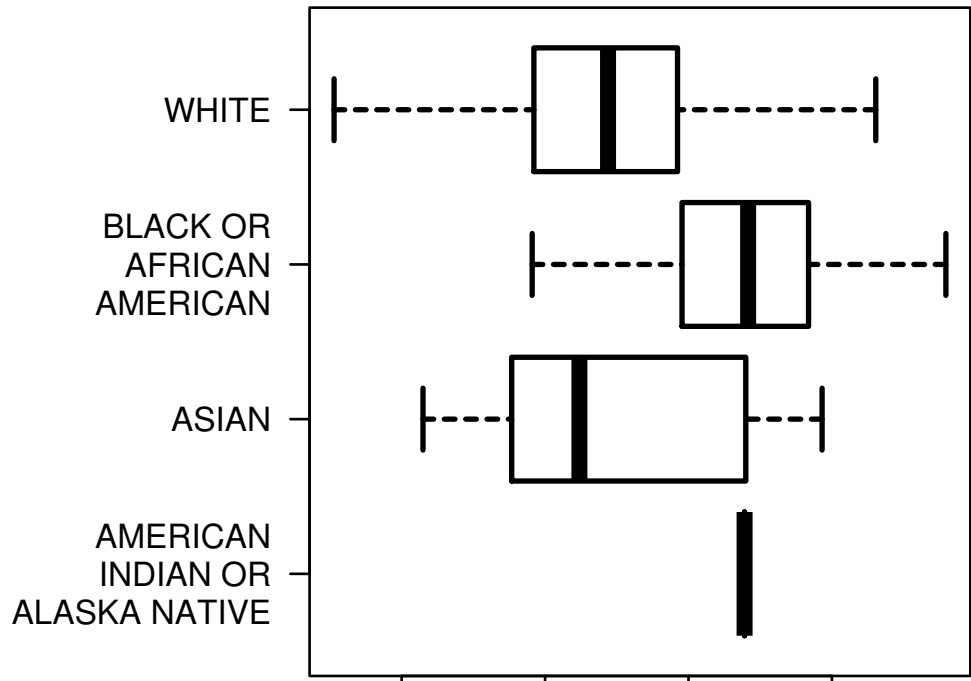 WHITE
BLACK OR
AFRICAN
AMERICAN
ASIAN
AMERICAN
INDIAN OR
ALASKA NATIVE